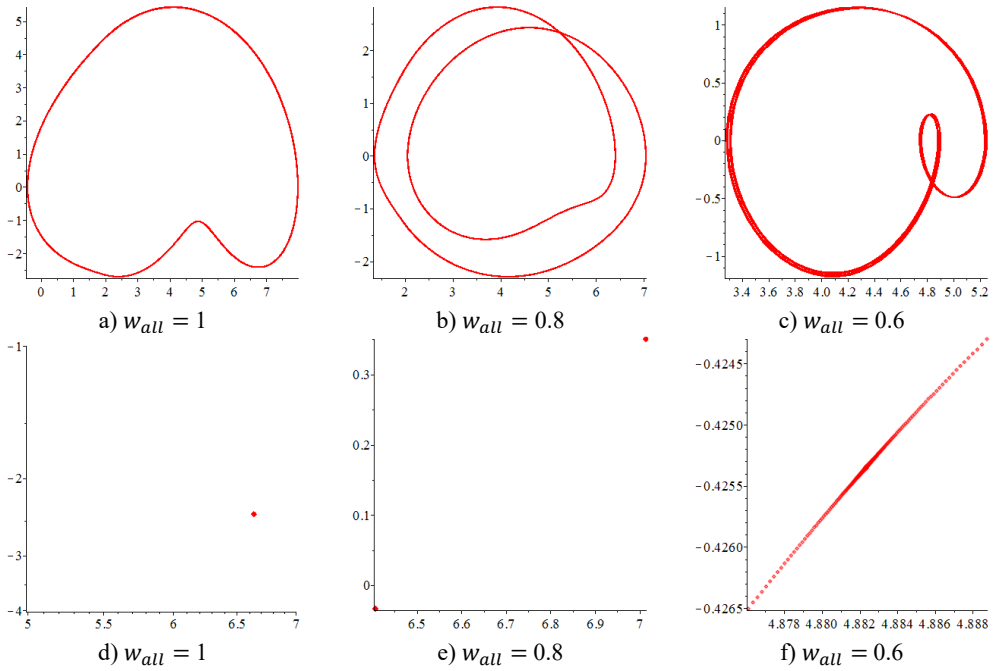 5
4
3
2
1
0
−1
−2
0 1 2 3 4 5 6 7
a) w_all = 1
2
1
0
−1
−2
2 3 4 5 6 7
b) w_all = 0.8
1
0.5
0
−0.5
−1
3.4 3.6 3.8 4.0 4.2 4.4 4.6 4.8 5.0 5.2
c) w_all = 0.6
−1
−2
−3
−4
5 6 6.5 7
d) w_all = 1
0.3
0.2
0.1
0
6.5 6.6 6.7 6.8 6.9 7
e) w_all = 0.8
−0.4245
−0.4250
−0.4255
−0.4260
−0.4265
4.878 4.880 4.882 4.884 4.886 4.888
f) w_all = 0.6